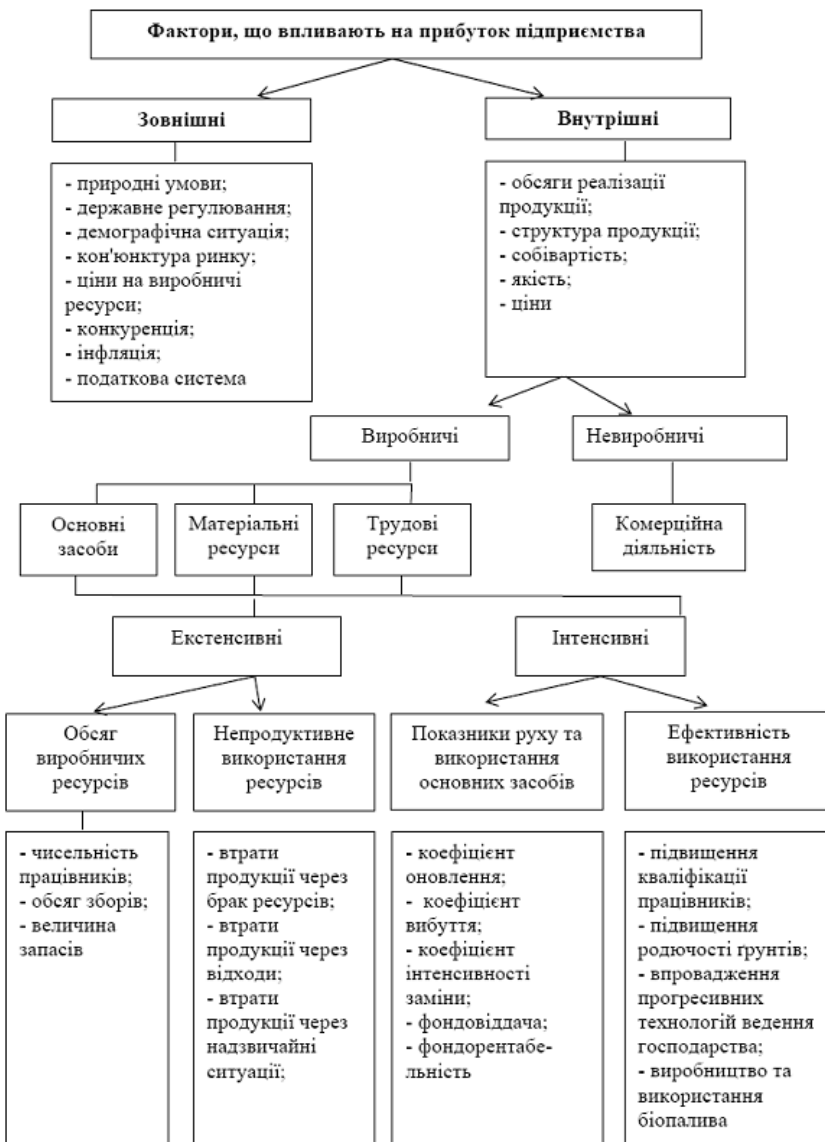 Фактори, що впливають на прибуток підприємства
Зовнішні
Внутрішні
- природні умови;
- державне регулювання;
- демографічна ситуація;
- кон'юнктура ринку;
- ціни на виробничі
ресурси;
- конкуренція;
- інфляція;
- податкова система
- обсяги реалізації
продукції;
- структура продукції;
- собівартість;
- якість;
- ціни
Виробничі
Невиробничі
Основні
засоби
Матеріальні
ресурси
Трудові
ресурси
Комерційна
діяльність
Екстенсивні
Інтенсивні
Обсяг
виробничих
ресурсів
Непродуктивне
використання
ресурсів
Показники руху та
використання
основних засобів
Ефективність
використання
ресурсів
- чисельність
працівників;
- обсяг зборів;
- величина
запасів
- втрати
продукції через
брак ресурсів;
- втрати
продукції через
відходи;
- втрати
продукції через
надзвичайні
ситуації;
- коефіцієнт
оновлення;
- коефіцієнт
вибуття;
- коефіцієнт
інтенсивності
заміни;
- фондовіддача;
- фондорентабе-
льність
- підвищення
кваліфікації
працівників;
- підвищення
родючості ґрунтів;
- впровадження
прогресивних
технологій ведення
господарства;
- виробництво та
використання
біопалива